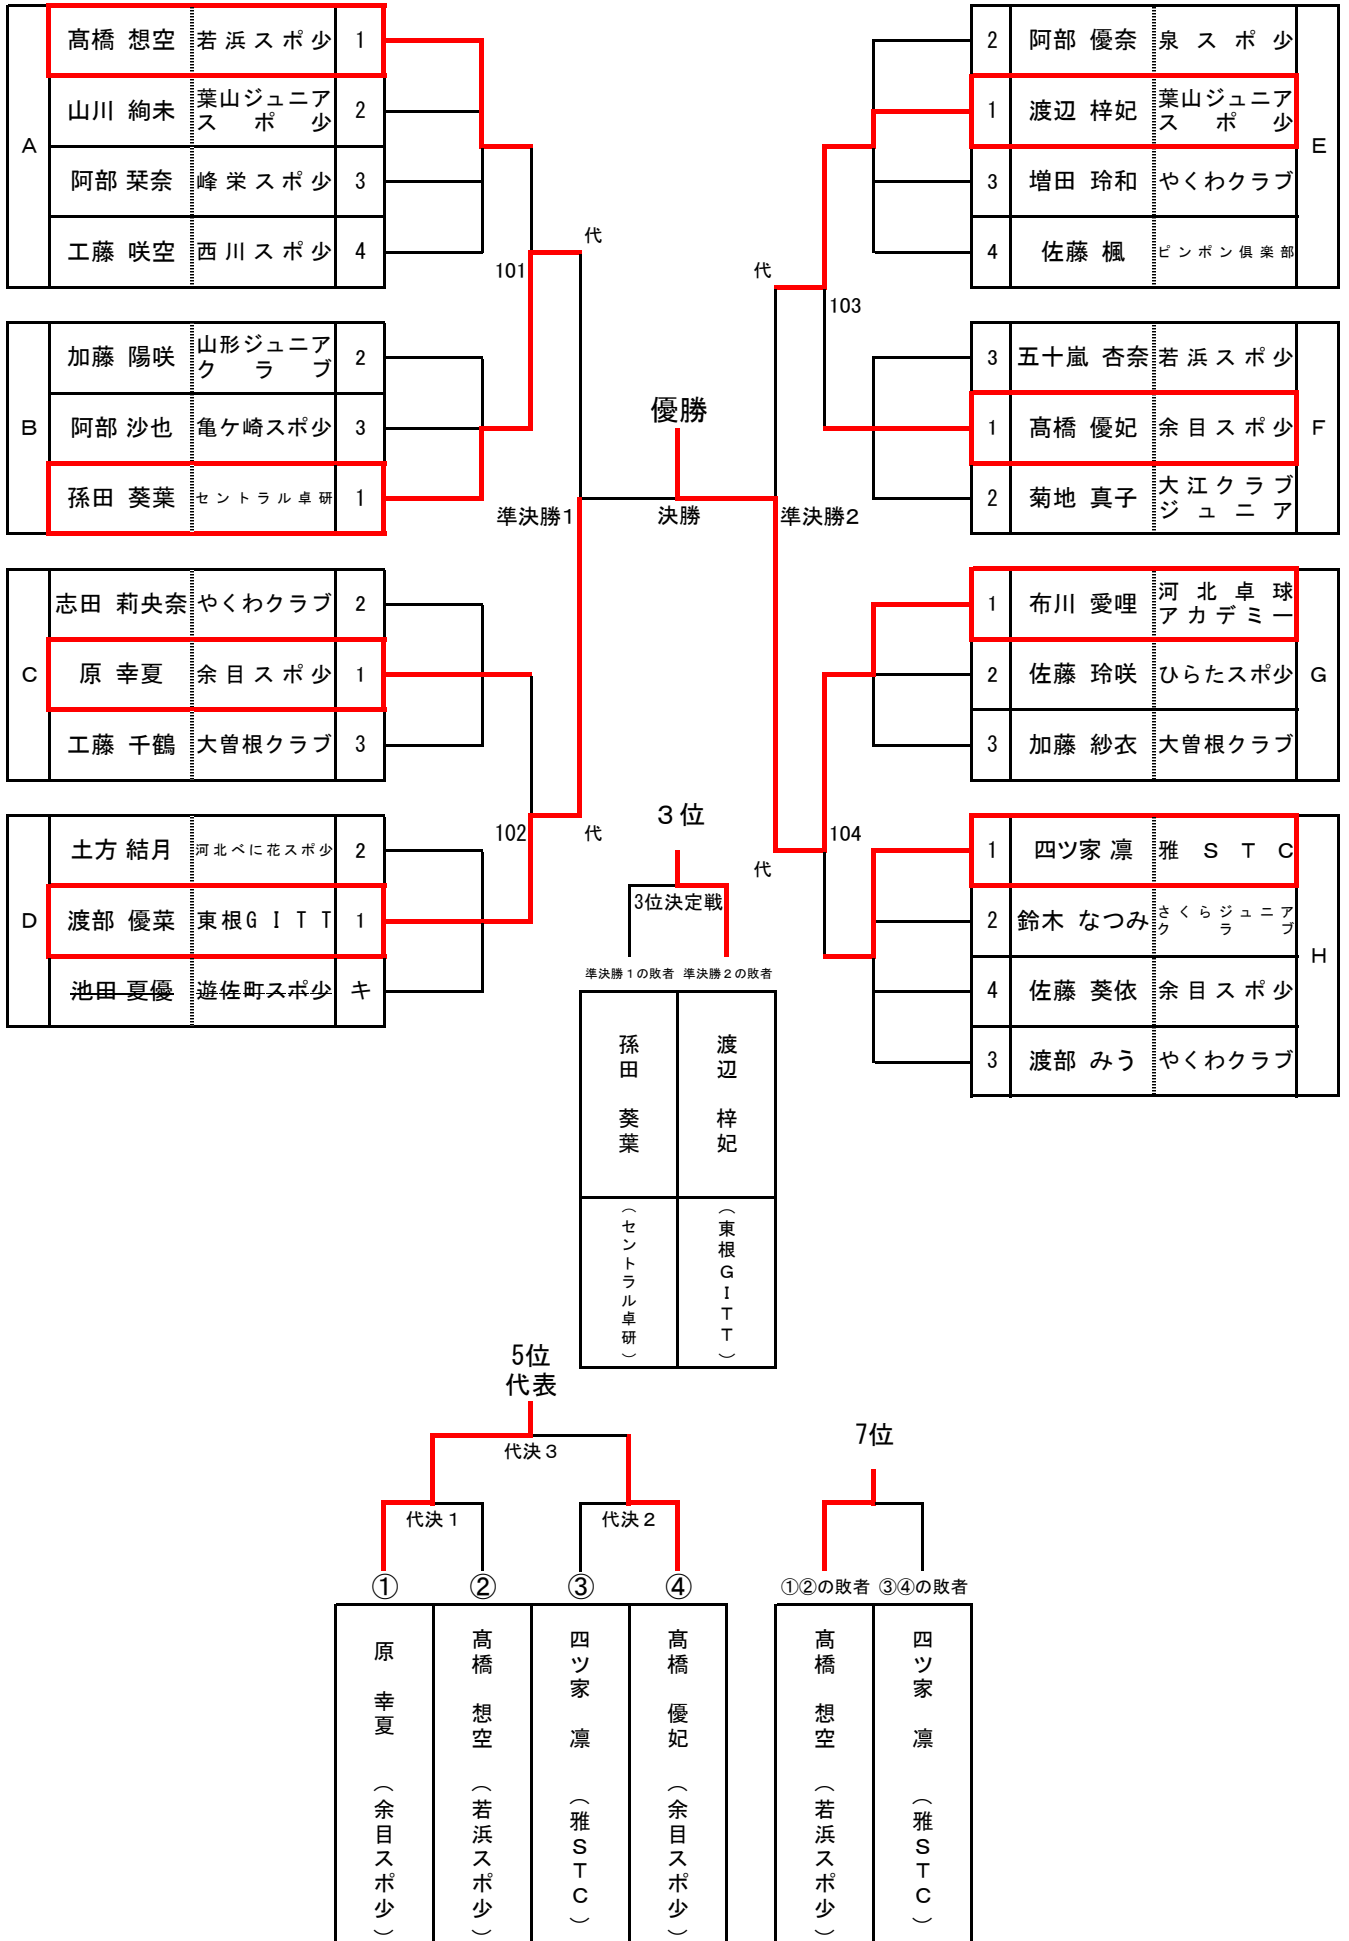 A
髙橋 想空 若浜スポ少 1
山川 絢未 葉山ジュニア
スポ少 2
阿部 栞奈 峰栄スポ少 3
工藤 咲空 西川スポ少 4
B
加藤 陽咲 山形ジュニア
クラブ 2
阿部 沙也 亀ケ崎スポ少 3
孫田 葵葉 セントラル卓研 1
C
志田 莉央奈 やくわクラブ 2
原 幸夏 余目スポ少 1
工藤 千鶴 大曽根クラブ 3
D
土方 結月 河北べに花スポ少 2
渡部 優菜 東根GITT 1
池田 夏優 遊佐町スポ少 キ
101
代
102
代
準決勝1
優勝
決勝
準決勝2
代
103
代
104
2 阿部 優奈 泉スポ少
1 渡辺 梓妃 葉山ジュニア
スポ少
3 増田 玲和 やくわクラブ
4 佐藤 楓 ピンポン倶楽部
E
3 五十嵐 杏奈 若浜スポ少
1 髙橋 優妃 余目スポ少
2 菊地 真子 大江クラブ
ジュニア
F
1 布川 愛哩 河北卓球
アカデミー
2 佐藤 玲咲 ひらたスポ少
3 加藤 紗衣 大曽根クラブ
G
1 四ツ家 凛 雅STC
2 鈴木 なつみ さくらジュニア
クラブ
4 佐藤 葵依 余目スポ少
3 渡部 みう やくわクラブ
H
3位
3位決定戦
準決勝1の敗者 準決勝2の敗者
孫田 葵葉 (セントラル卓研)
渡辺 梓妃 (東根GITT)
5位
代表
代決3
代決1 代決2
① ② ③ ④
原 幸夏 (余目スポ少)
髙橋 想空 (若浜スポ少)
四ツ家 凛 (雅STC)
髙橋 優妃 (余目スポ少)
7位
①②の敗者 ③④の敗者
髙橋 想空 (若浜スポ少)
四ツ家 凛 (雅STC)